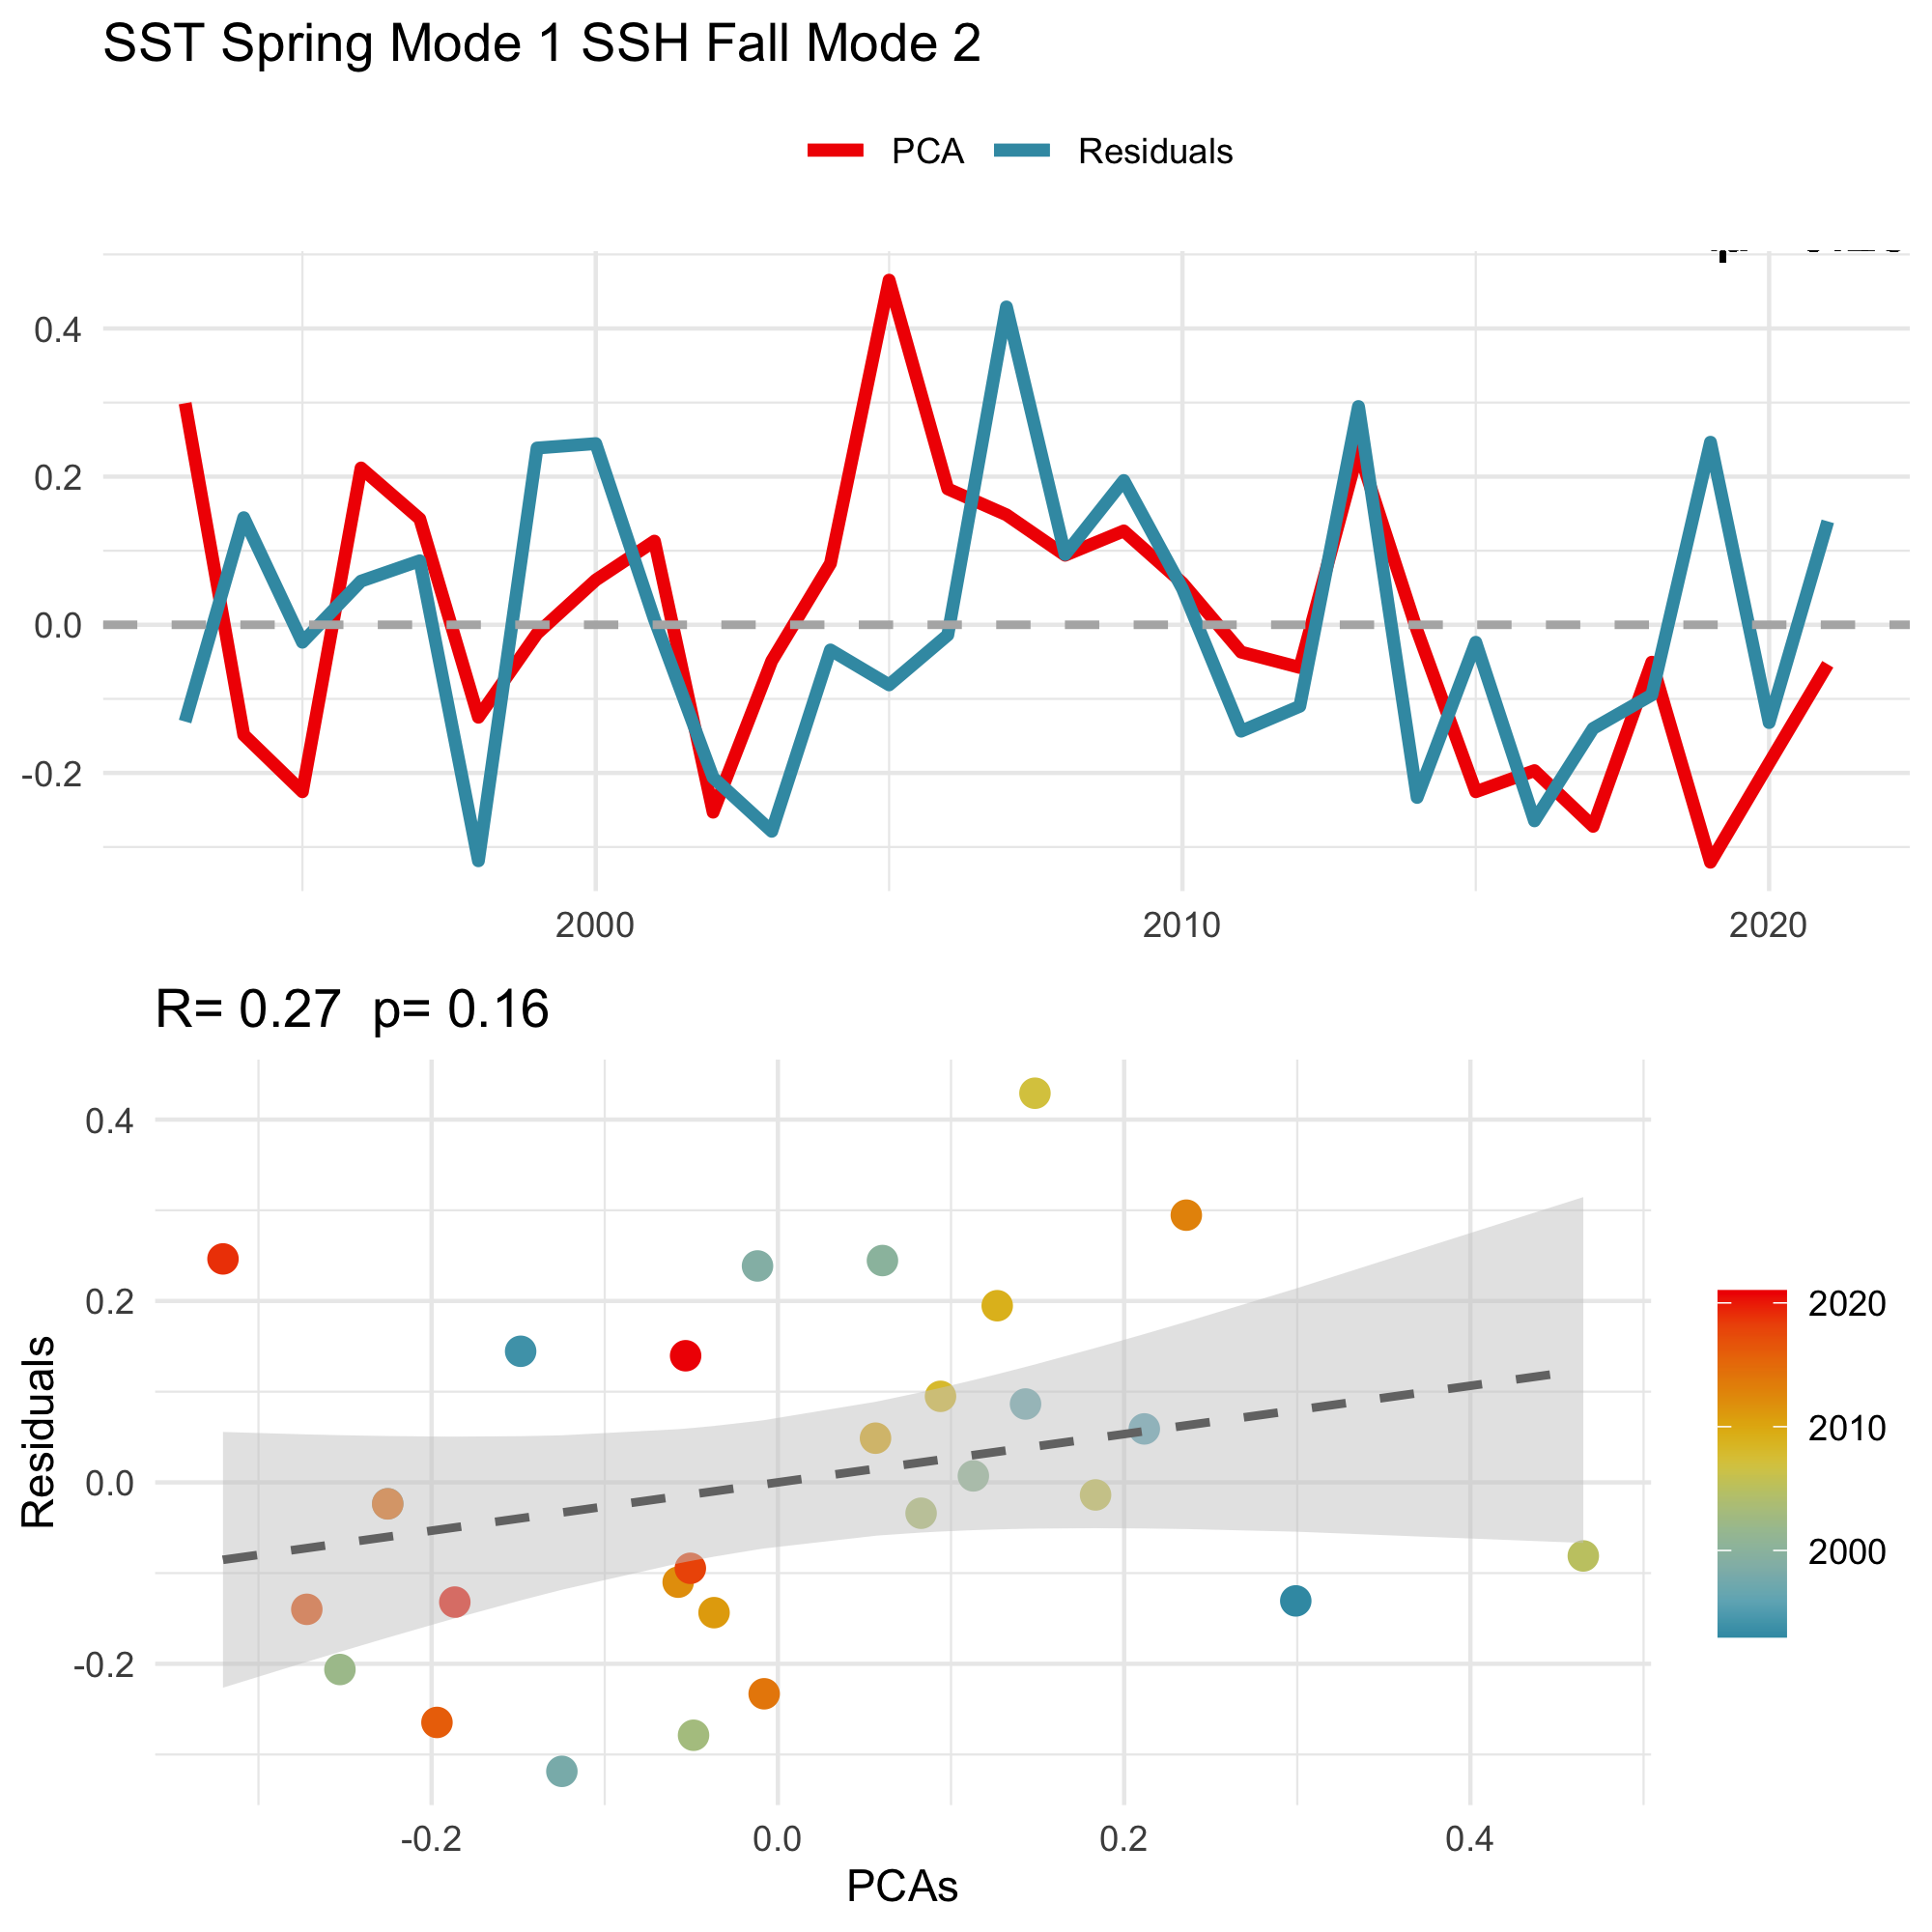 SST Spring Mode 1 SSH Fall Mode 2
PCA Residuals
0.4
0.2
0.0
-0.2
2000 2010 2020
R= 0.27 p= 0.16
Residuals
0.4
0.2
0.0
-0.2
-0.2 0.0 0.2 0.4
PCAs
2020
2010
2000